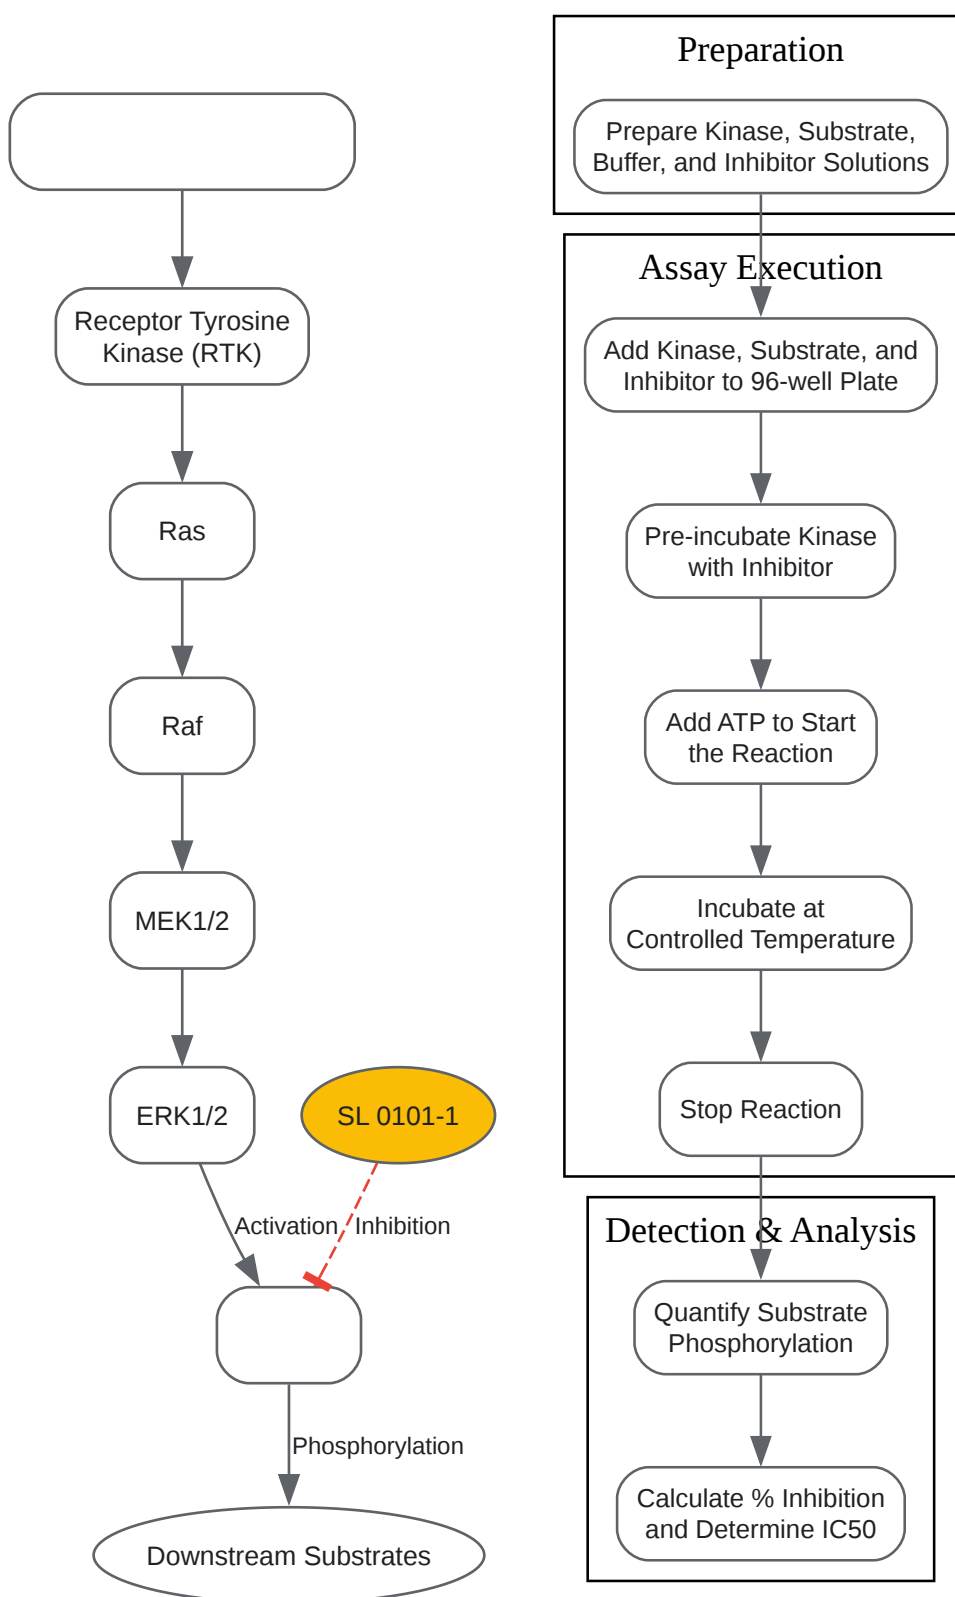 Receptor Tyrosine
Kinase (RTK)
Ras
Raf
MEK1/2
ERK1/2
SL 0101-1
Activation
Inhibition
Phosphorylation
Downstream Substrates
Preparation
Prepare Kinase, Substrate,
Buffer, and Inhibitor Solutions
Assay Execution
Add Kinase, Substrate, and
Inhibitor to 96-well Plate
Pre-incubate Kinase
with Inhibitor
Add ATP to Start
the Reaction
Incubate at
Controlled Temperature
Stop Reaction
Detection & Analysis
Quantify Substrate
Phosphorylation
Calculate % Inhibition
and Determine IC50